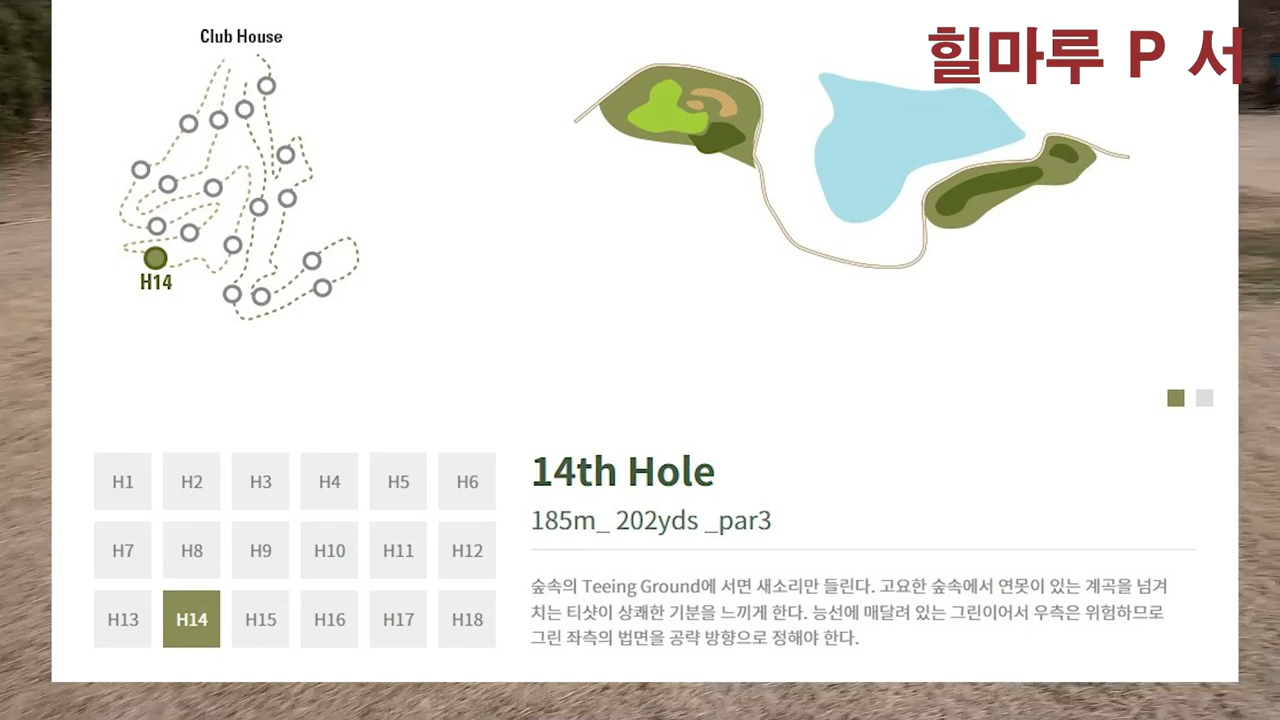 힐마루 P 서
Club House
H14
H1 H2 H3 H4 H5 H6
H7 H8 H9 H10 H11 H12
H13 H14 H15 H16 H17 H18
14th Hole
185m_ 202yds _par3
숲속의 Teeing Ground에 서면 새소리만 들린다. 고요한 숲속에서 연못이 있는 계곡을 넘겨
치는 티샷이 상쾌한 기분을 느끼게 한다. 능선에 매달려 있는 그린이어서 우측은 위험하므로
그린 좌측의 법면을 공략 방향으로 정해야 한다.